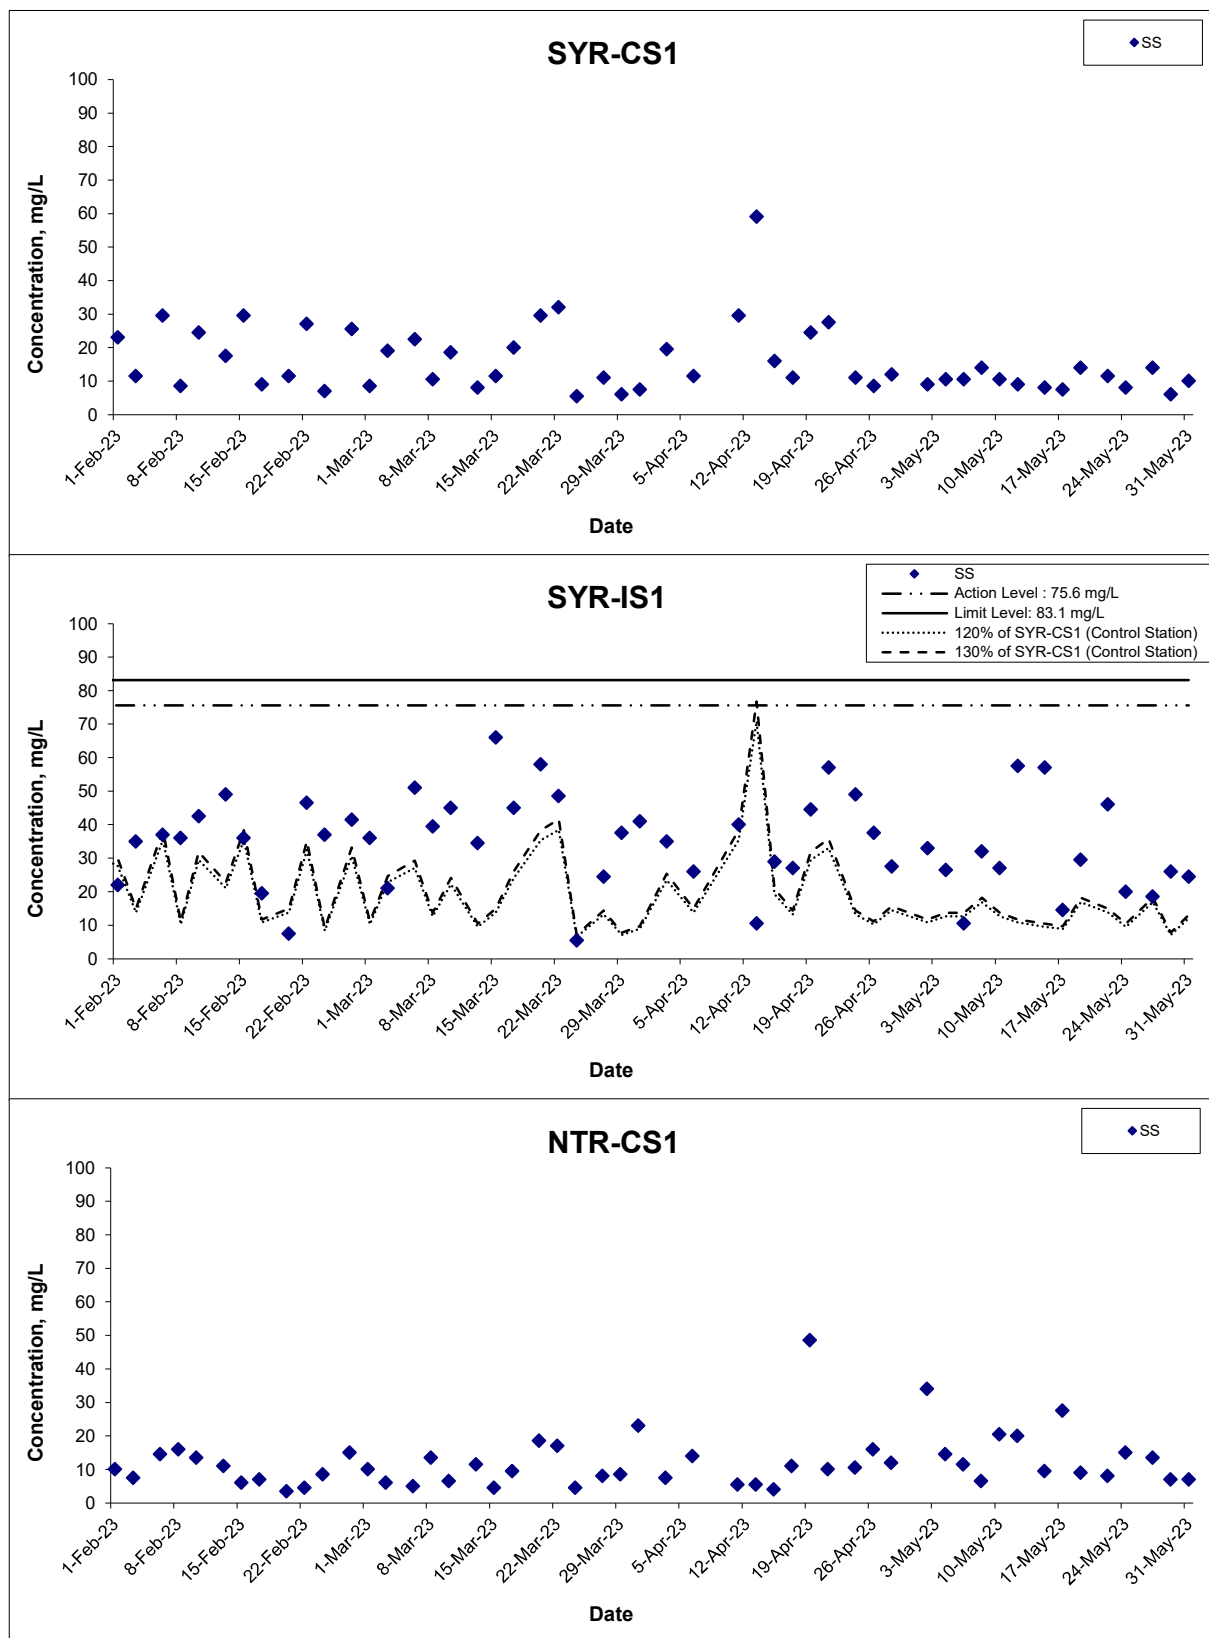 SYR-CS1
SS
100
90
80
70
60
50
40
30
20
10
0
Concentration, mg/L
1-Feb-23
8-Feb-23
15-Feb-23
22-Feb-23
1-Mar-23
8-Mar-23
15-Mar-23
22-Mar-23
29-Mar-23
5-Apr-23
12-Apr-23
19-Apr-23
26-Apr-23
3-May-23
10-May-23
17-May-23
24-May-23
31-May-23
Date
SYR-IS1
SS
Action Level : 75.6 mg/L
Limit Level: 83.1 mg/L
120% of SYR-CS1 (Control Station)
130% of SYR-CS1 (Control Station)
100
90
80
70
60
50
40
30
20
10
0
Concentration, mg/L
1-Feb-23
8-Feb-23
15-Feb-23
22-Feb-23
1-Mar-23
8-Mar-23
15-Mar-23
22-Mar-23
29-Mar-23
5-Apr-23
12-Apr-23
19-Apr-23
26-Apr-23
3-May-23
10-May-23
17-May-23
24-May-23
31-May-23
Date
NTR-CS1
SS
100
90
80
70
60
50
40
30
20
10
0
Concentration, mg/L
1-Feb-23
8-Feb-23
15-Feb-23
22-Feb-23
1-Mar-23
8-Mar-23
15-Mar-23
22-Mar-23
29-Mar-23
5-Apr-23
12-Apr-23
19-Apr-23
26-Apr-23
3-May-23
10-May-23
17-May-23
24-May-23
31-May-23
Date